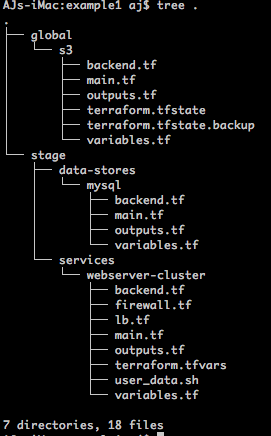 AJs-iMac:example1 aj$ tree .
.
├── global
│   └── s3
│       ├── backend.tf
│       ├── main.tf
│       ├── outputs.tf
│       ├── terraform.tfstate
│       ├── terraform.tfstate.backup
│       └── variables.tf
└── stage
    ├── data-stores
    │   └── mysql
    │       ├── backend.tf
    │       ├── main.tf
    │       ├── outputs.tf
    │       └── variables.tf
    └── services
        └── webserver-cluster
            ├── backend.tf
            ├── firewall.tf
            ├── lb.tf
            ├── main.tf
            ├── outputs.tf
            ├── terraform.tfvars
            ├── user_data.sh
            └── variables.tf
7 directories, 18 files